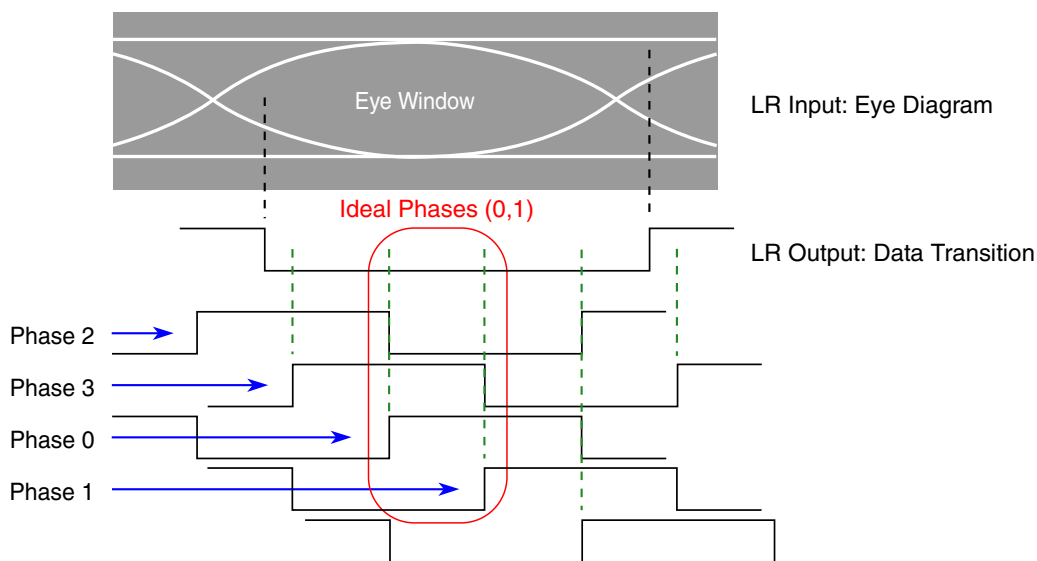 Eye Window
LR Input: Eye Diagram
Ideal Phases (0,1)
LR Output: Data Transition
Phase 2
Phase 3
Phase 0
Phase 1